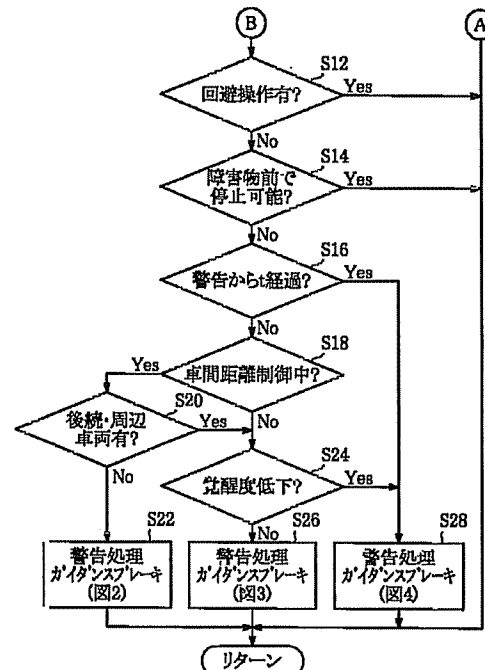 B
A
S12
回避操作有?
Yes
No
S14
障害物前で
停止可能?
Yes
No
S16
警告からt経過?
Yes
No
S18
車間距離制御中?
Yes
No
S20
後続・周辺
車両有?
Yes
No
S24
覚醒度低下?
Yes
No
S22
警告処理
ガイダンスブレーキ
(図2)
S26
警告処理
ガイダンスブレーキ
(図3)
S28
警告処理
ガイダンスブレーキ
(図4)
リターン